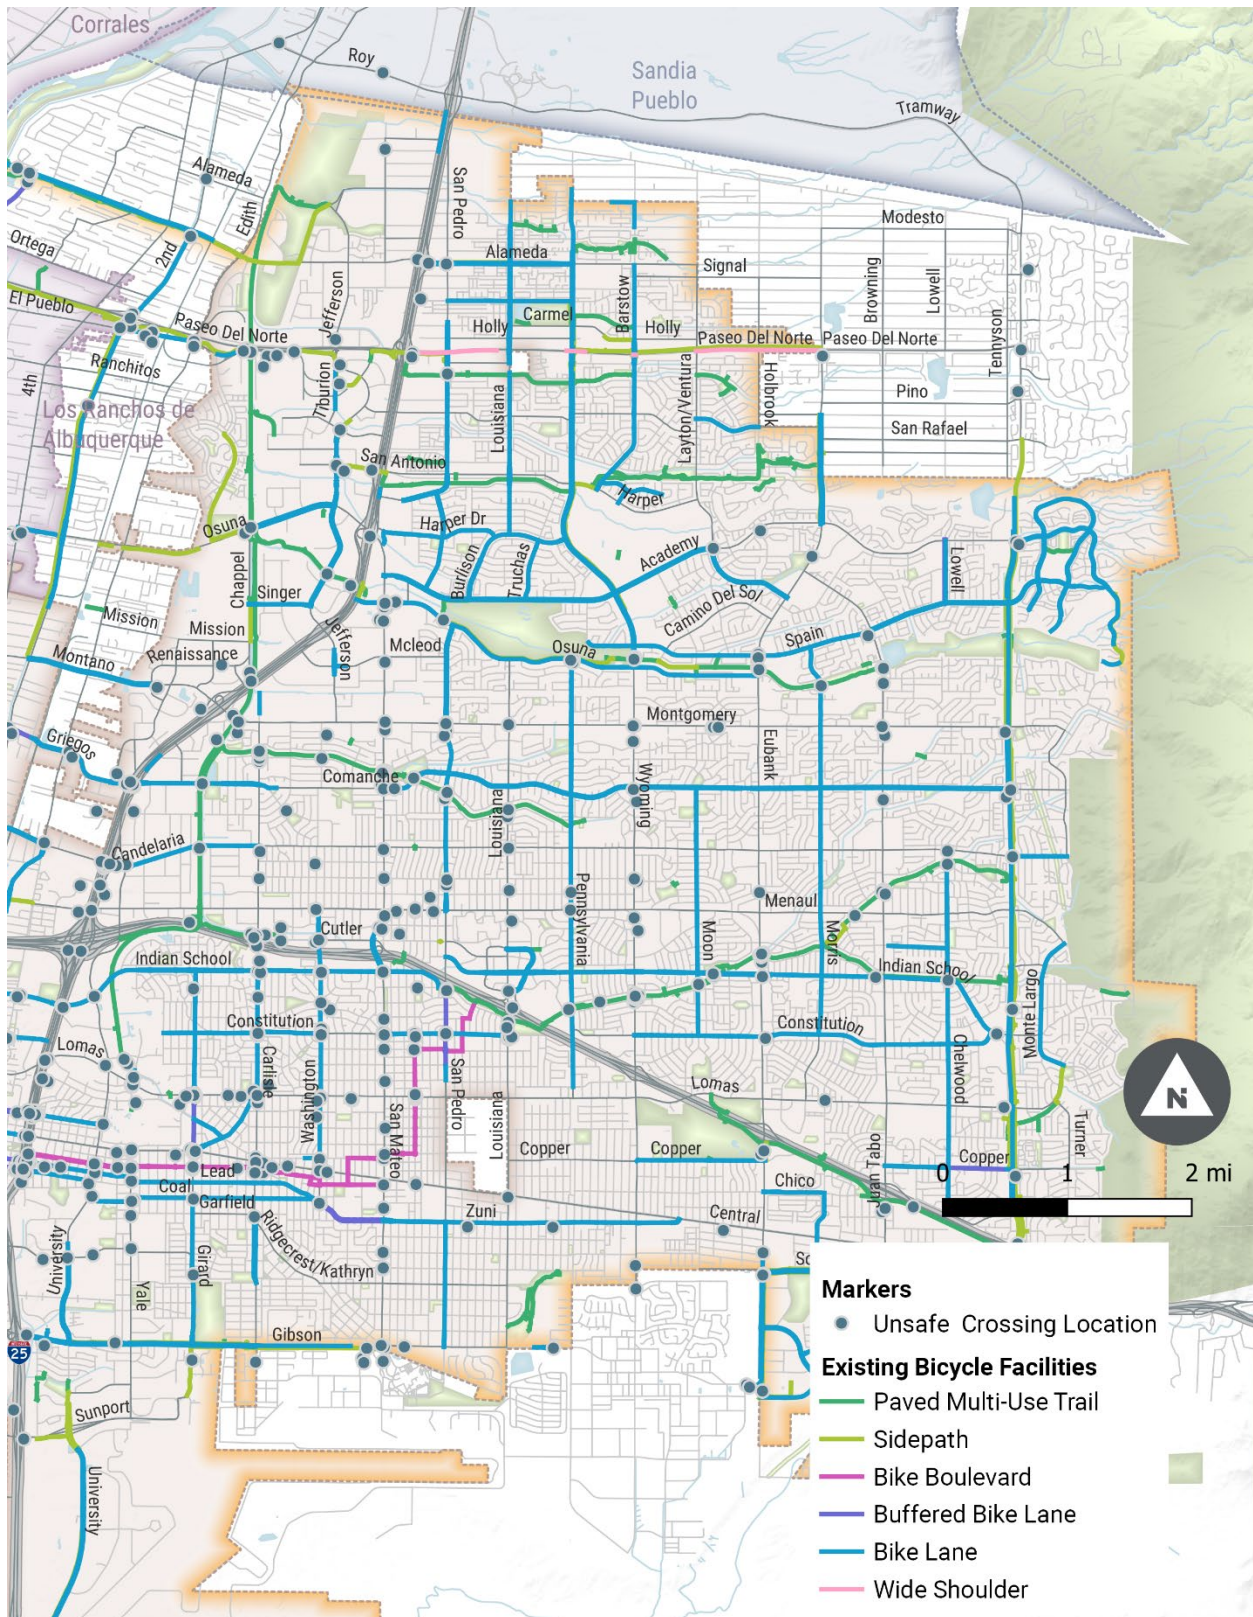 Corrales
Roy
Sandia
Pueblo
Tramway
Alameda
San Pedro
Edith
Modesto
Ortega
2nd
Alameda
Signal
Browning
Lowell
Jefferson
Barstow
El Pueblo
Paseo Del Norte
Carmel
Holly
Holly
Tennyson
Paseo Del Norte
Paseo Del Norte
Ranchitos
4th
Tiburion
Louisiana
Layton/Ventura
Holbrook
Pino
Los Ranchos de
Albuquerque
San Rafael
San Antonio
Harper
Osuna
Harper Dr
Academy
Lowell
Chappel
Burlison
Truchas
Singer
Camino Del Sol
Mission
Mission
Jefferson
Mcleod
Spain
Montano
Renaissance
Osuna
Montgomery
Griegos
Eubank
Comanche
Wyoming
Louisiana
Candelaria
Pennsylvania
Menaul
Cutler
Moon
Morris
Indian School
Indian School
Monte Largo
Constitution
Constitution
Lomas
Carlisle
Washington
San Pedro
Lomas
Chelwood
N
San Mateo
Louisiana
Turner
Copper
Copper
Copper
Juan Tabo
Lead
Coal
Chico
0 1 2 mi
Garfield
Zuni
Central
University
Girard
Ridgecrest/Kathryn
So
Yale
Gibson
25
Sunport
University
Markers
Unsafe Crossing Location
Existing Bicycle Facilities
Paved Multi-Use Trail
Sidepath
Bike Boulevard
Buffered Bike Lane
Bike Lane
Wide Shoulder